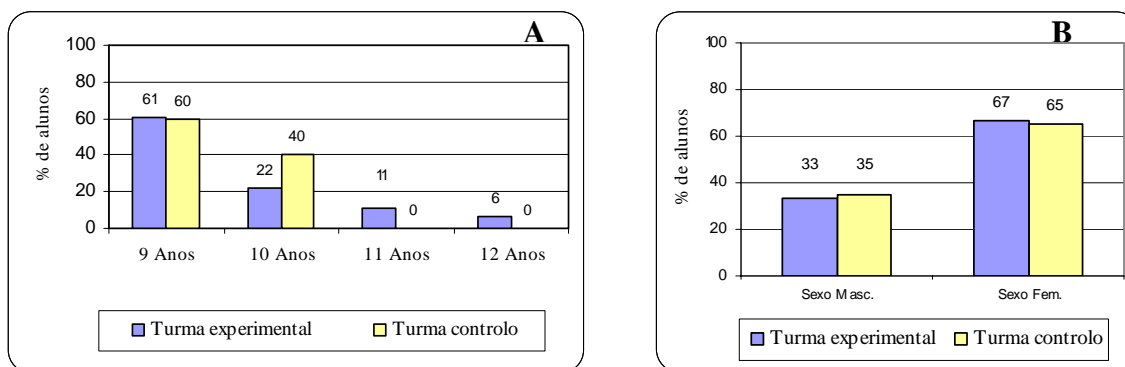 A
% de alunos
100
80
60
40
20
0
61 60
22 40
11 0
6 0
9 Anos 10 Anos 11 Anos 12 Anos
Turma experimental Turma controlo
B
% de alunos
100
80
60
40
20
0
33 35
67 65
Sexo Masc. Sexo Fem.
Turma experimental Turma controlo